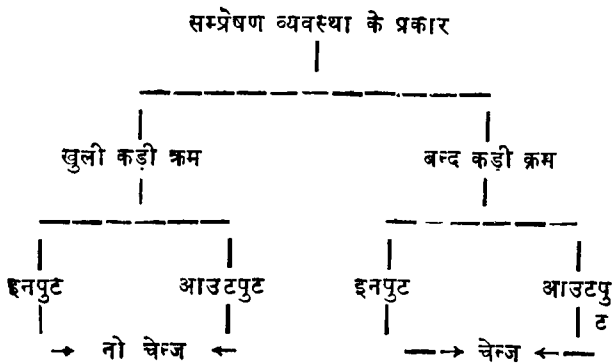 सम्प्रेषण व्यवस्था के प्रकार
खुली कड़ी क्रम
बन्द कड़ी क्रम
इनपुट
आउटपुट
इनपुट
आउटपु
ट
नो चेन्ज
चेन्ज